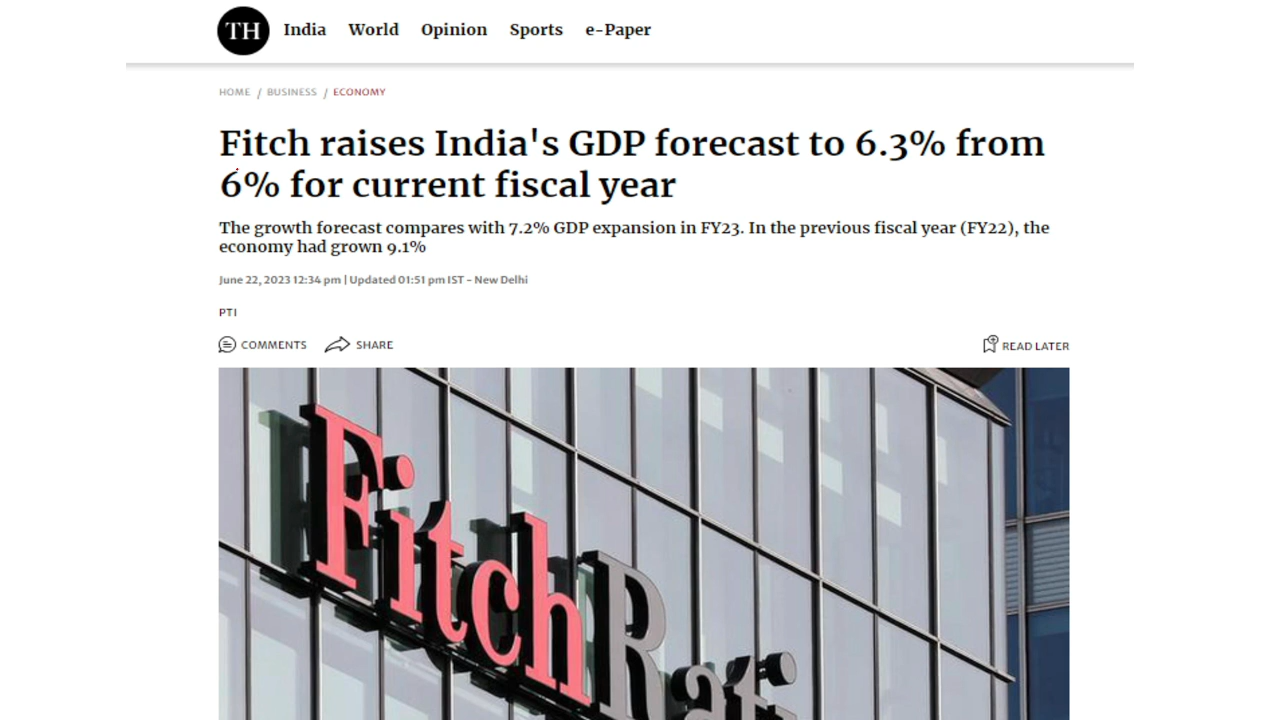 TH India World Opinion Sports e-Paper
HOME / BUSINESS / ECONOMY
Fitch raises India's GDP forecast to 6.3% from
6% for current fiscal year
The growth forecast compares with 7.2% GDP expansion in FY23. In the previous fiscal year (FY22), the
economy had grown 9.1%
June 22, 2023 12:34 pm | Updated 01:51 pm IST - New Delhi
PTI
COMMENTS SHARE READ LATER
FitchRati